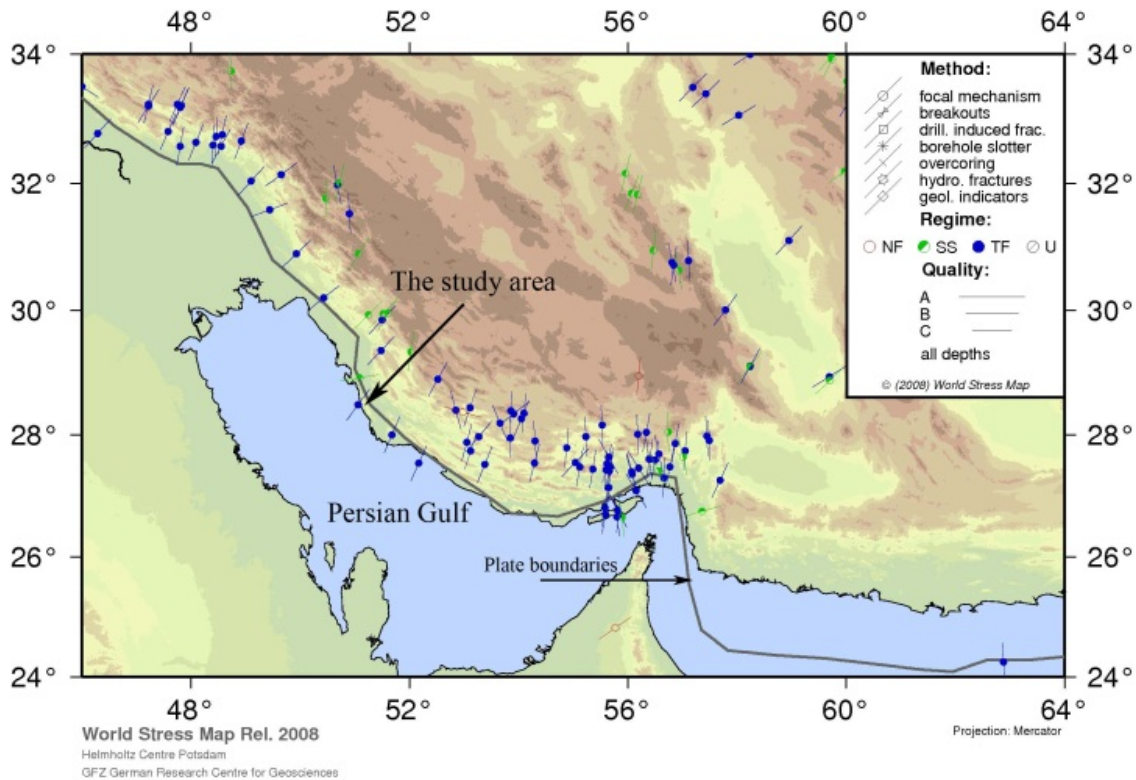 48° 52° 56° 60° 64°
34° 34°
Method:
focal mechanism
breakouts
drill. induced frac.
borehole slotter
overcoring
hydro. fractures
geol. indicators
Regime:
NF SS TF U
Quality:
A
B
C
all depths
© (2008) World Stress Map
32° 32°
The study area
30° 30°
28° 28°
Persian Gulf
26° 26°
Plate boundaries
24° 24°
48° 52° 56° 60° 64°
World Stress Map Rel. 2008
Projection: Mercator
Helmholtz Centre Potsdam
GFZ German Research Centre for Geosciences